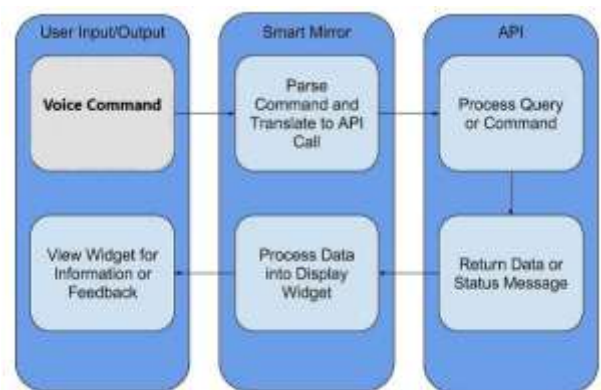 User Input/Output
Smart Mirror
API
Voice Command
Parse
Command and
Translate to API
Call
Process Query
or Command
View Widget for
Information or
Feedback
Process Data
into Display
Widget
Return Data or
Status Message